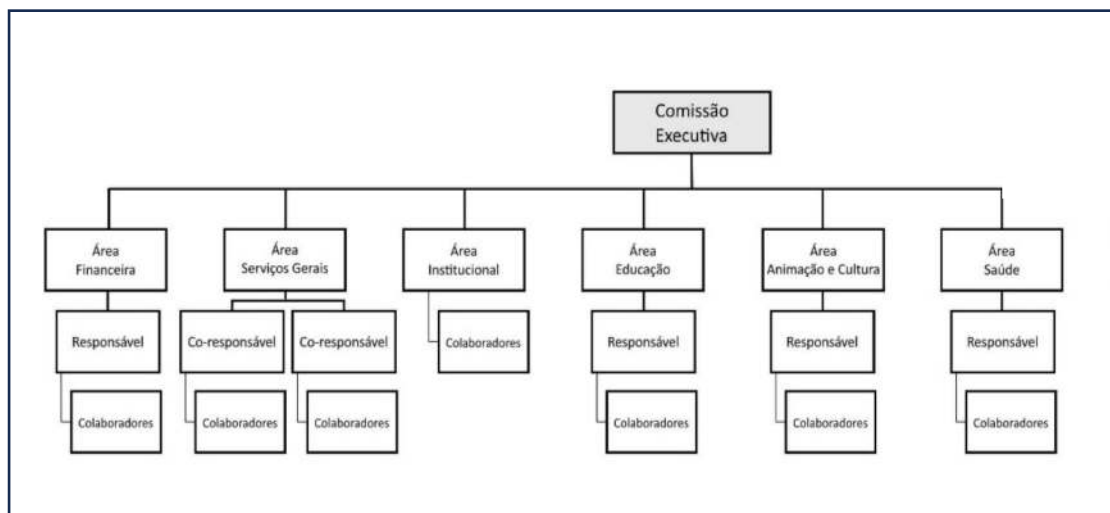 Comissão
Executiva
Área
Financeira
Área
Serviços Gerais
Área
Institucional
Área
Educação
Área
Animação e Cultura
Área
Saúde
Responsável
Co-responsável
Co-responsável
Colaboradores
Responsável
Responsável
Responsável
Colaboradores
Colaboradores
Colaboradores
Colaboradores
Colaboradores
Colaboradores